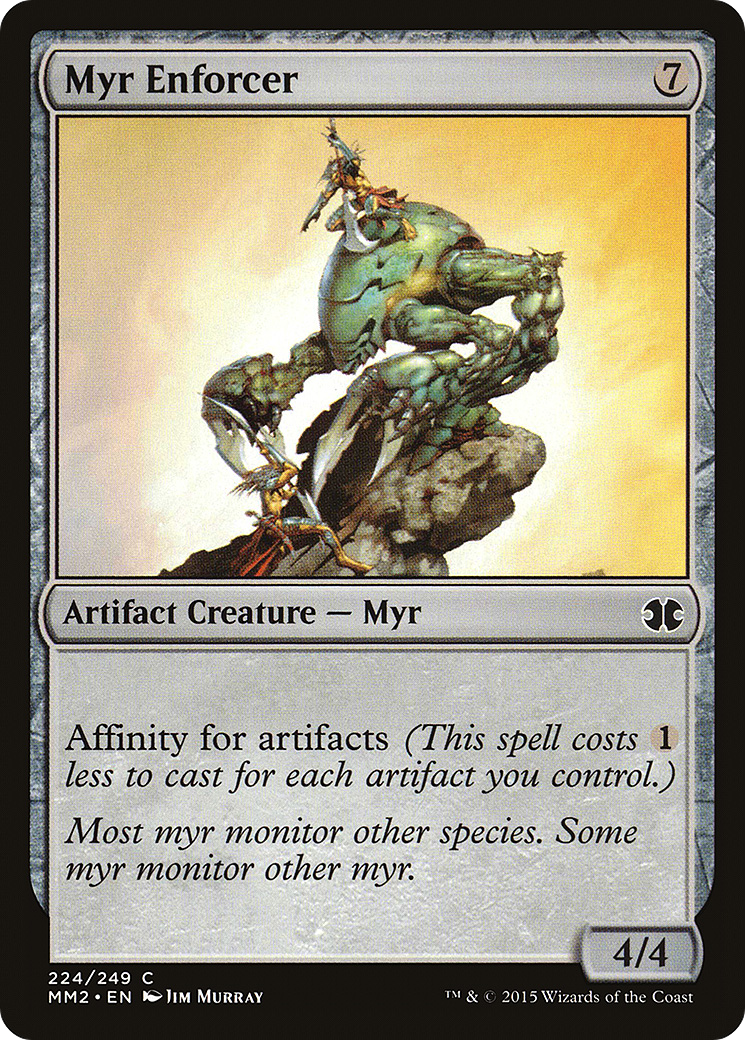 Myr Enforcer 7
Artifact Creature — Myr
Affinity for artifacts (This spell costs 1
less to cast for each artifact you control.)
Most myr monitor other species. Some
myr monitor other myr.
4/4
224/249 C
MM2 • EN Jim Murray
™ & © 2015 Wizards of the Coast